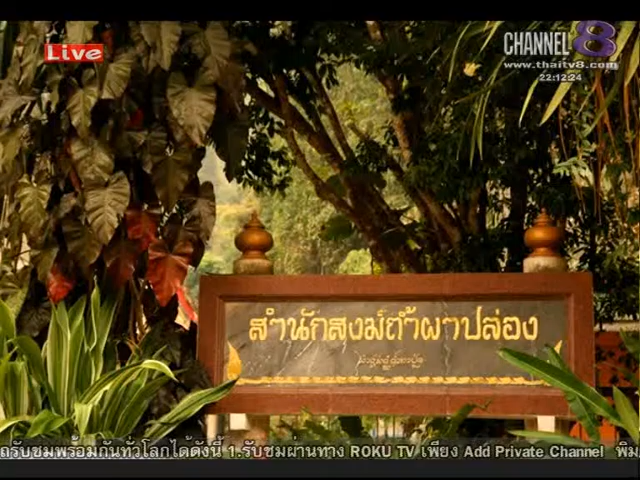 Live
CHANNEL 8
www.thaitv8.com
22:12:24
สำนักสงฆ์ถ้ำผาปล่อง
รับชมพร้อมกันทั่วโลกได้ดังนี้ 1.รับชมผ่านทาง ROKU TV เพียง Add Private Channel